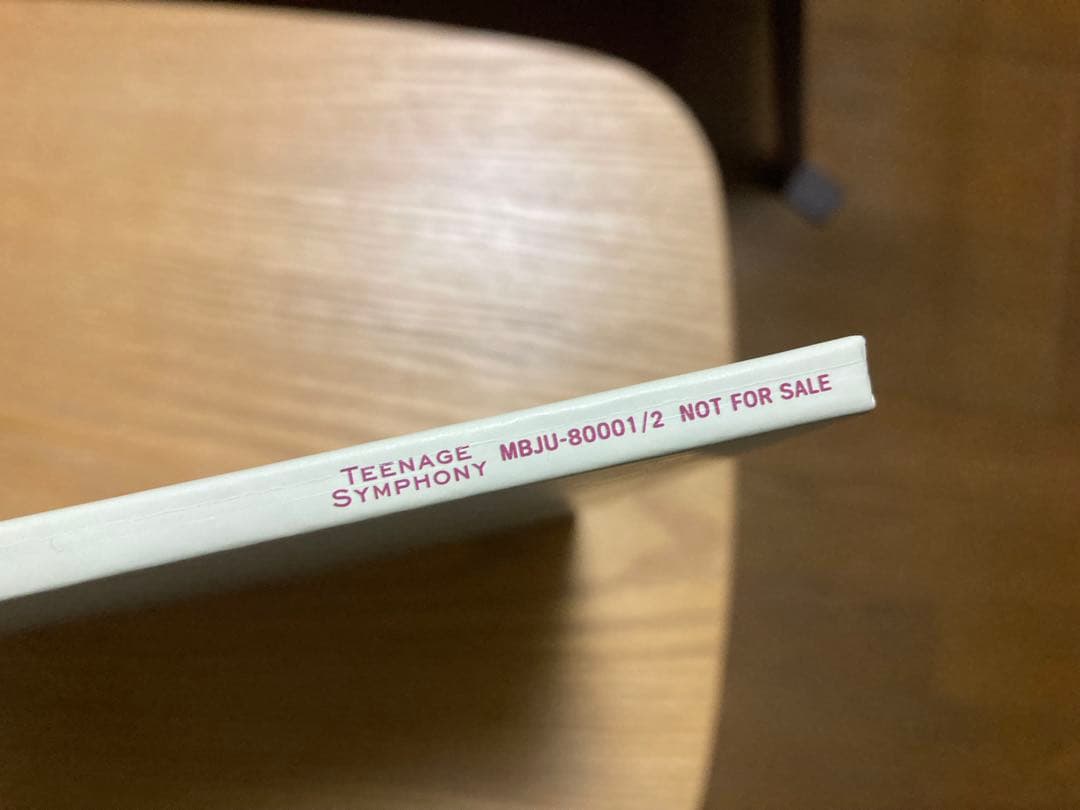 TEENAGE
SYMPHONY
MBJU-80001/2 NOT FOR SALE